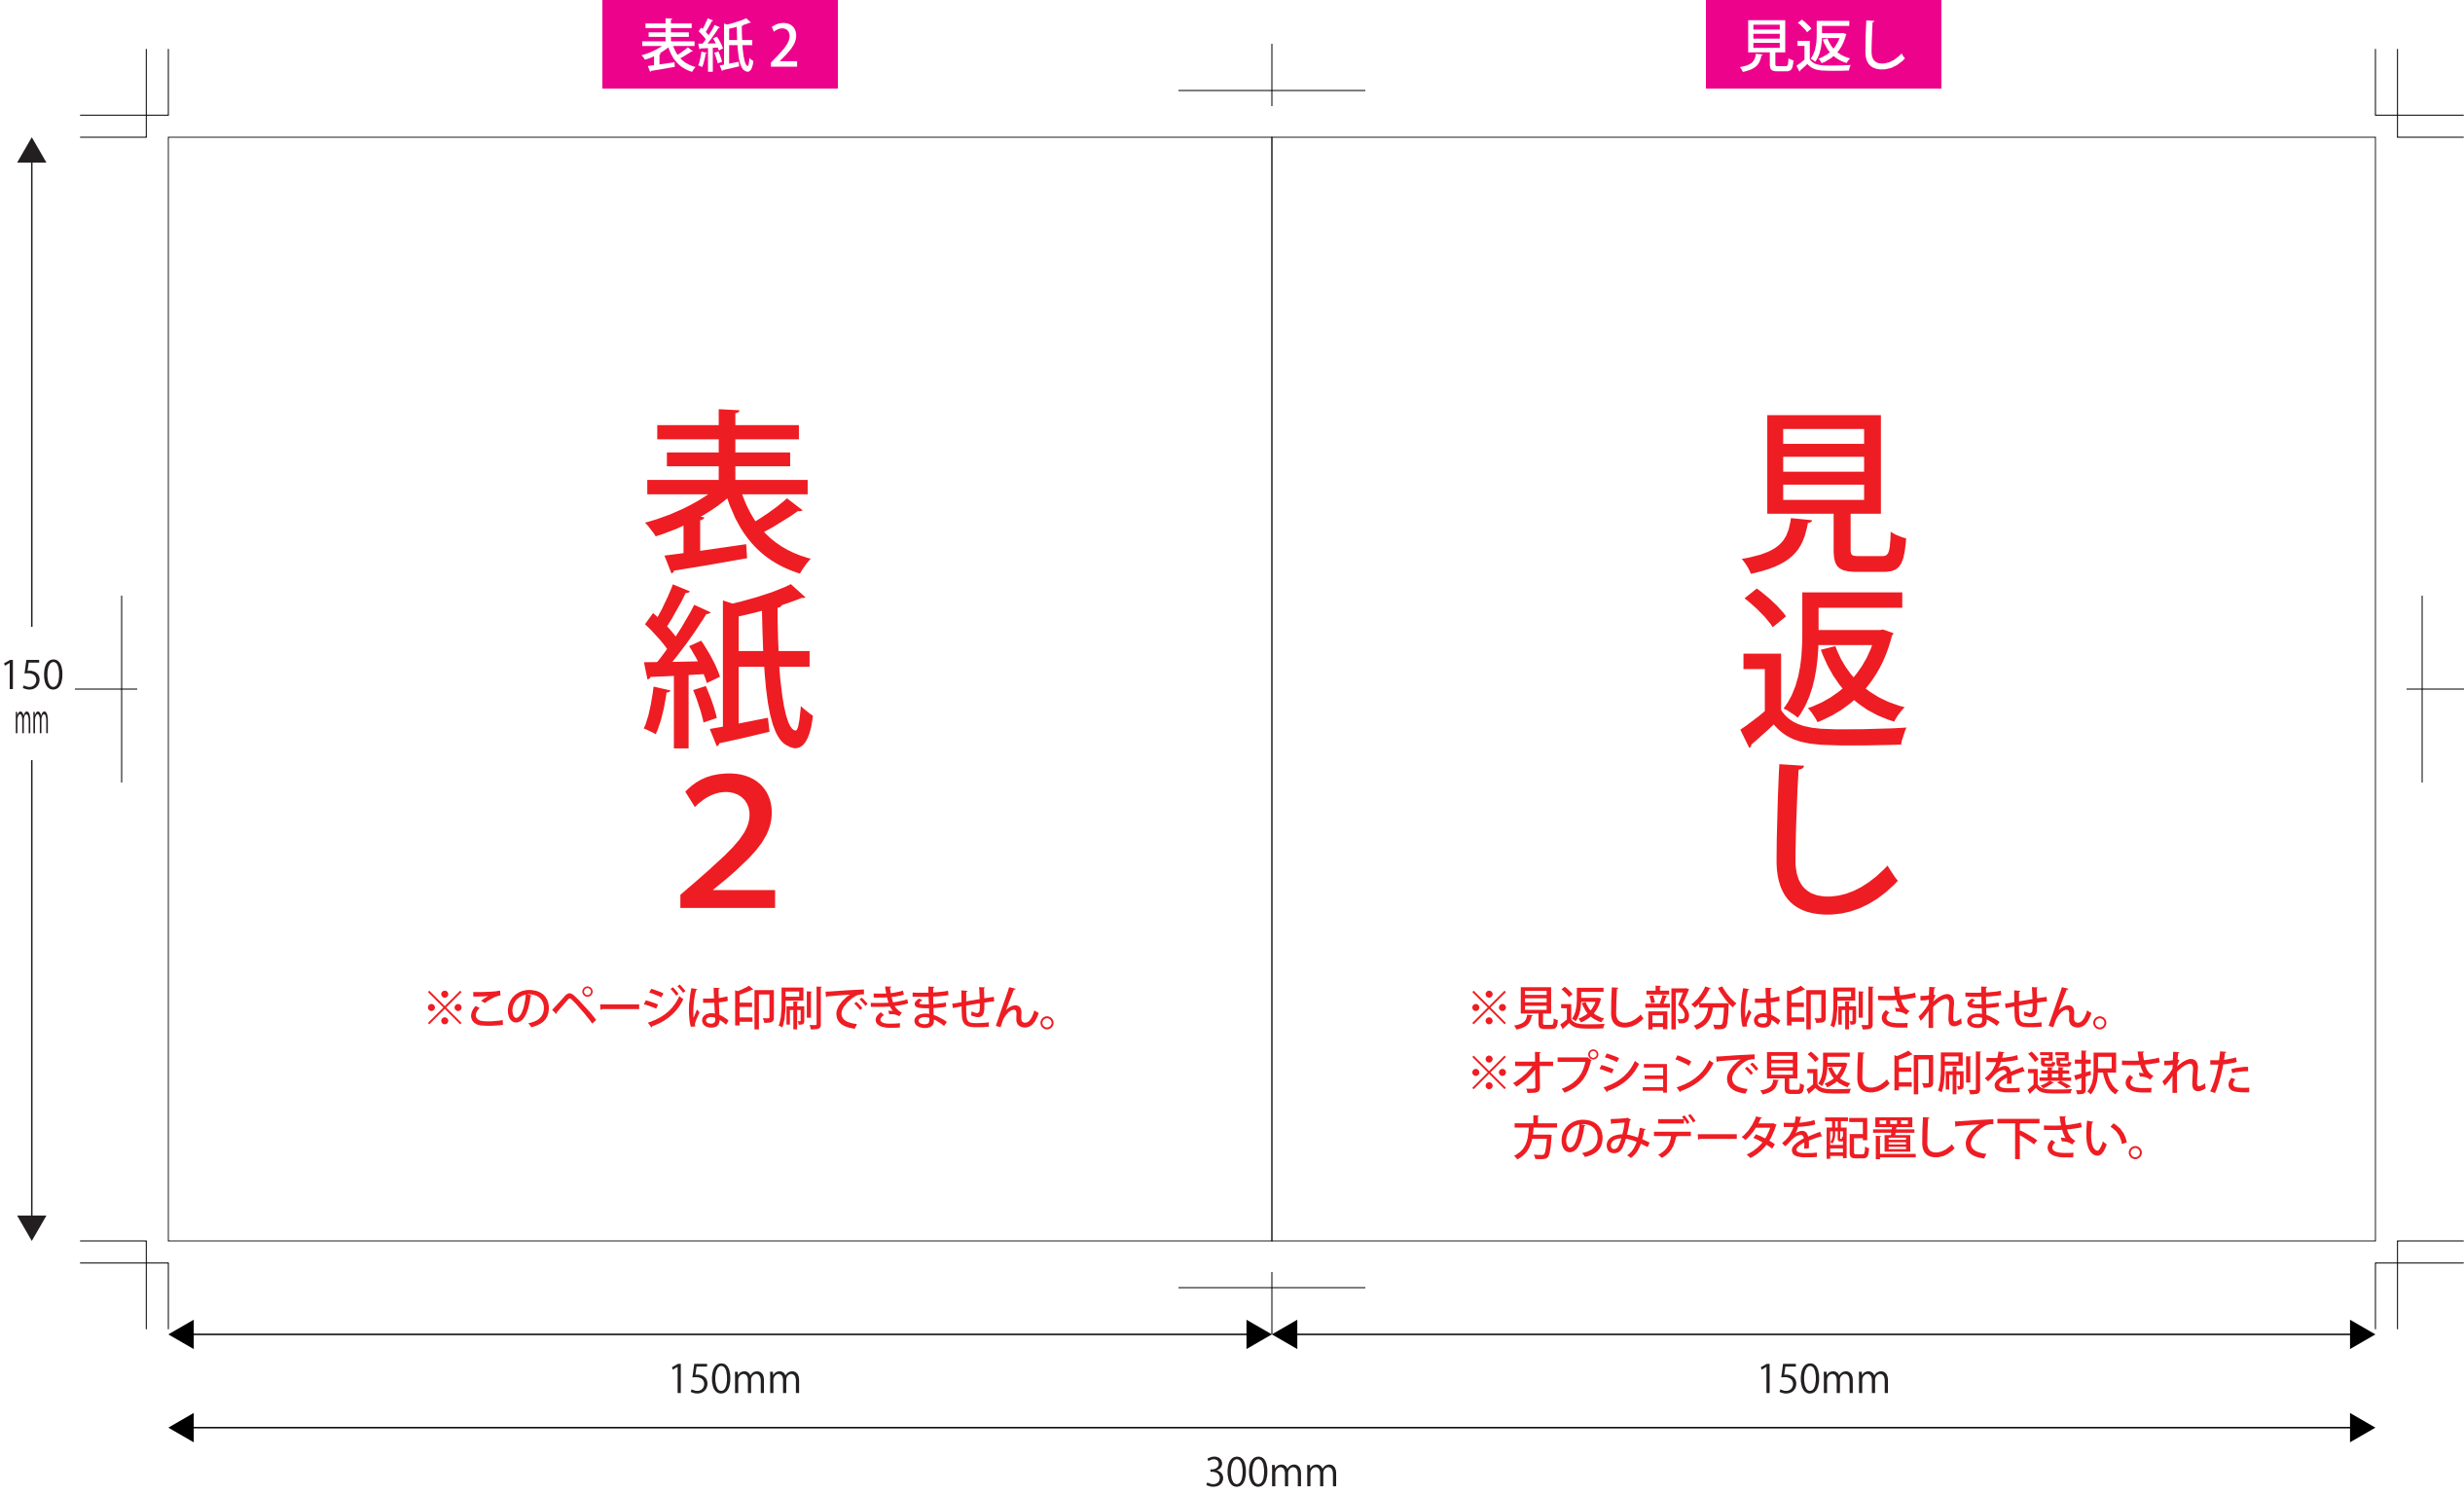 表紙 2
見返し
表紙2
※このページは印刷できません。
見返し
※ 見返し台分印刷されません。
※オプションで見返し印刷を選択された
方のみデータを配置して下さい。
150
mm
150mm
150mm
300mm